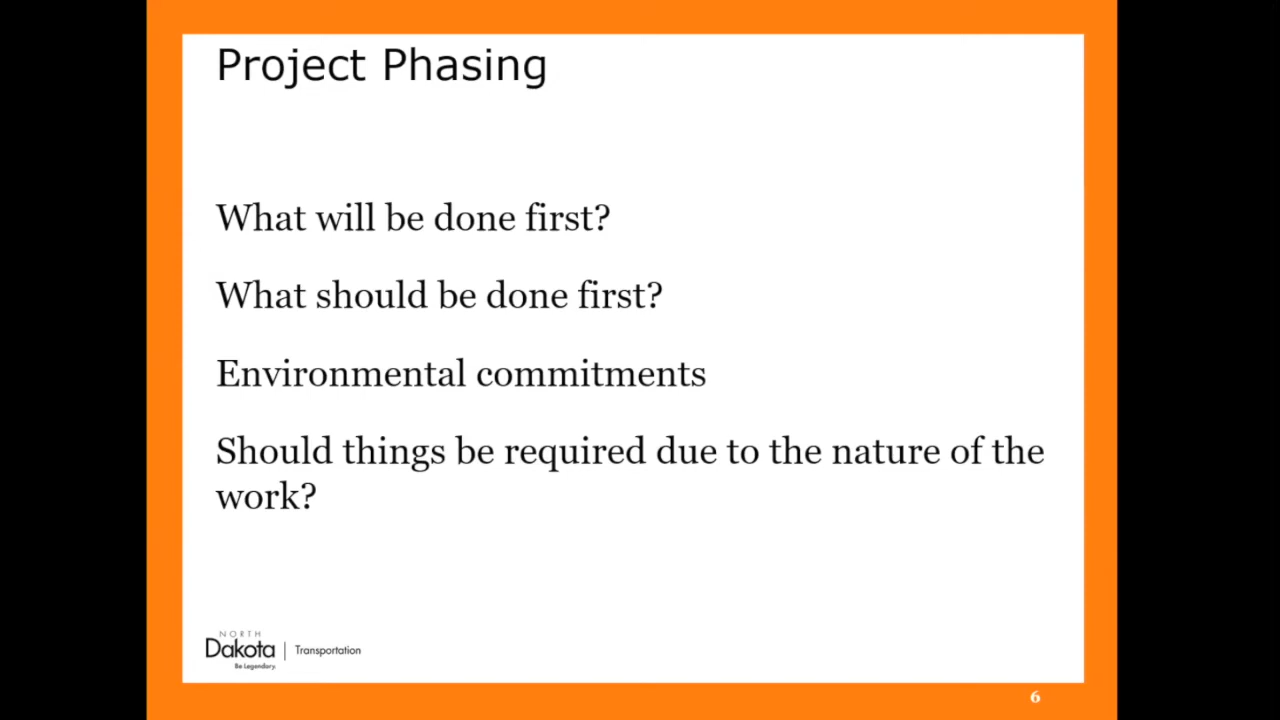 Project Phasing
What will be done first?
What should be done first?
Environmental commitments
Should things be required due to the nature of the
work?
NORTH
Dakota | Transportation
Be Legendary.
6